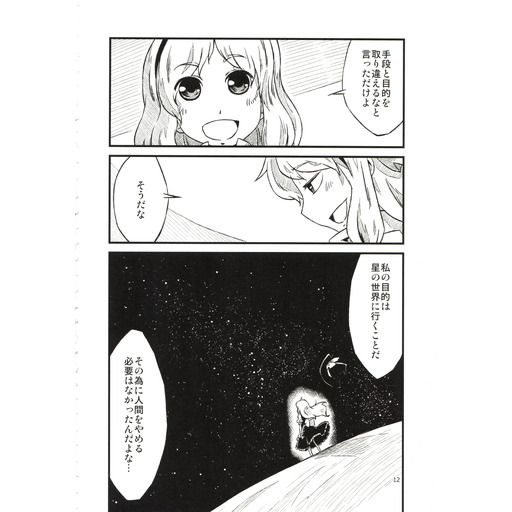 手段と目的を
取り違えるなと
言っただけよ
そうだな
私の目的は
星の世界に行くことだ
その為に人間をやめる
必要はなかったんだよな…
12